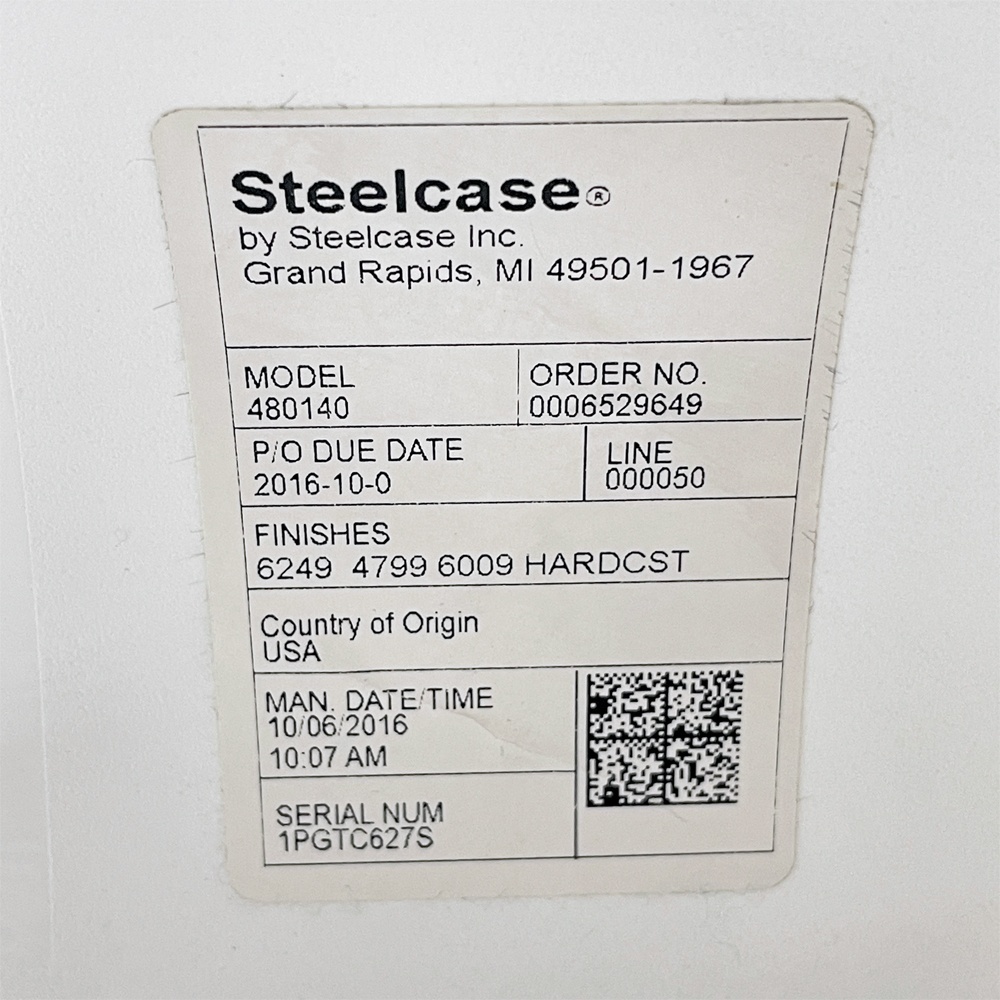 Steelcase®
by Steelcase Inc.
Grand Rapids, MI 49501-1967
MODEL
480140
ORDER NO.
0006529649
P/O DUE DATE
2016-10-0
LINE
000050
FINISHES
6249 4799 6009 HARDCST
Country of Origin
USA
MAN. DATE/TIME
10/06/2016
10:07 AM
SERIAL NUM
1PGTC627S